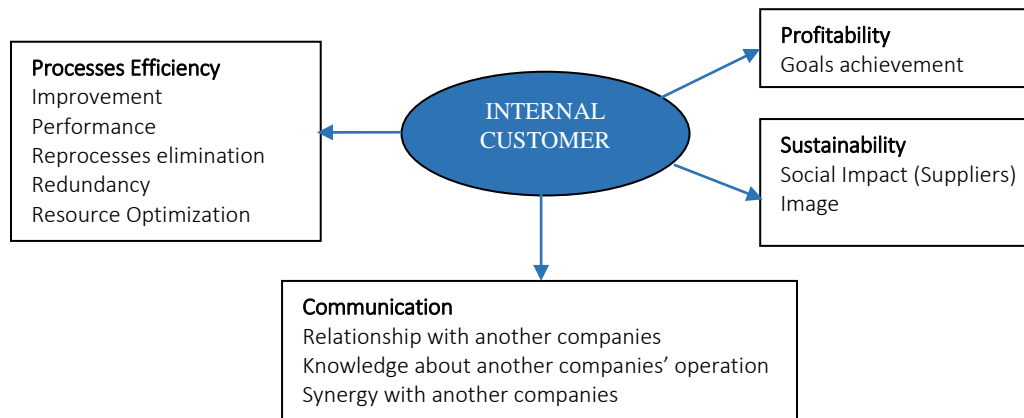 Processes Efficiency
Improvement
Performance
Reprocesses elimination
Redundancy
Resource Optimization
INTERNAL
CUSTOMER
Profitability
Goals achievement
Sustainability
Social Impact (Suppliers)
Image
Communication
Relationship with another companies
Knowledge about another companies’ operation
Synergy with another companies